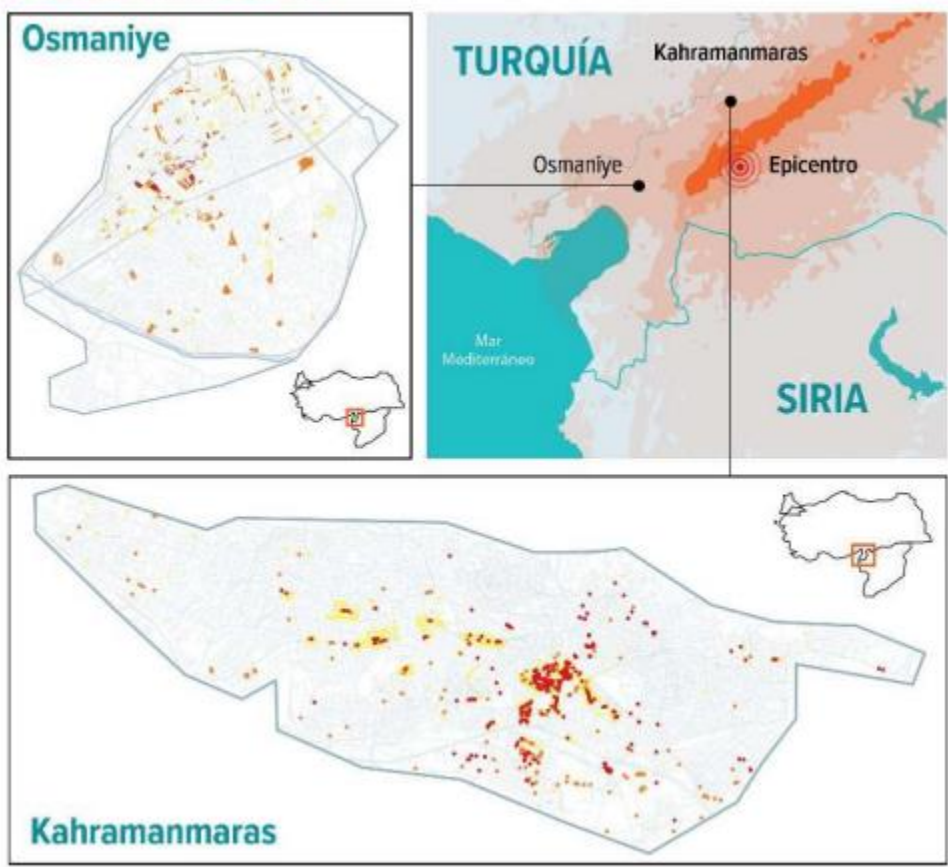 Osmaniye
TURQUÍA
Kahramanmaras
Osmaniye
Epicentro
Mar
Mediterráneo
SIRIA
Kahramanmaras